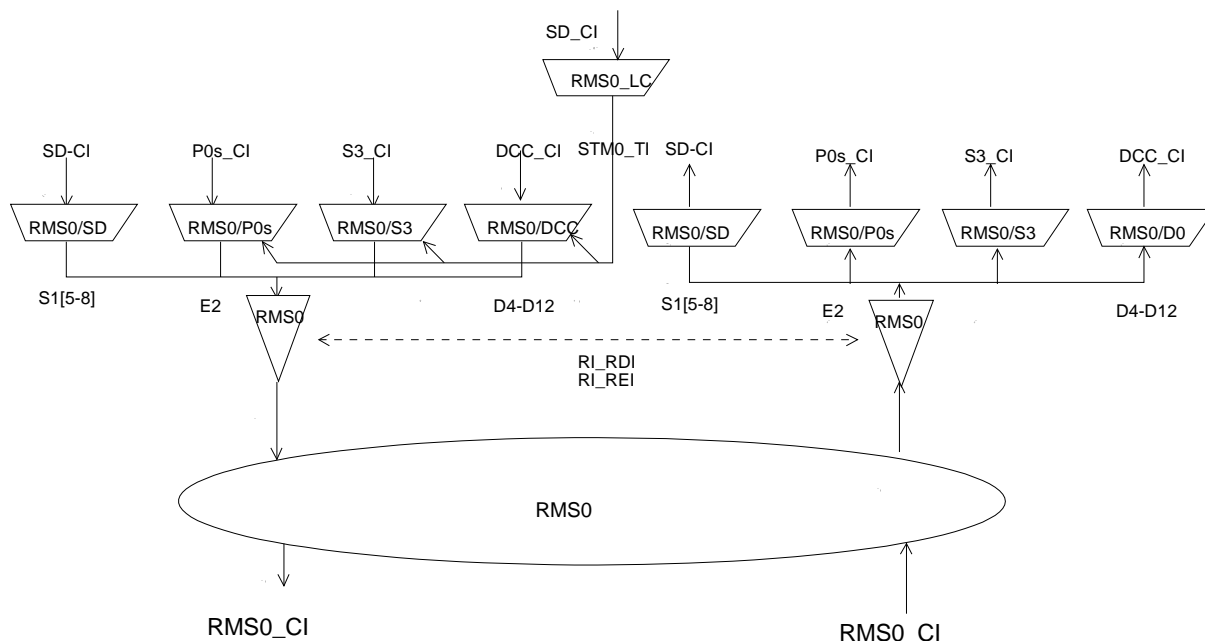 SD_CI
RMS0_LC
SD-CI
P0s_CI
S3_CI
DCC_CI
STM0_TI
SD-CI
P0s_CI
S3_CI
DCC_CI
RMS0/SD
RMS0/P0s
RMS0/S3
RMS0/DCC
RMS0/SD
RMS0/P0s
RMS0/S3
RMS0/D0
S1[5-8]
E2
D4-D12
S1[5-8]
E2
D4-D12
RMS0
RMS0
RI_RDI
RI_REI
RMS0
RMS0_CI
RMS0_CI